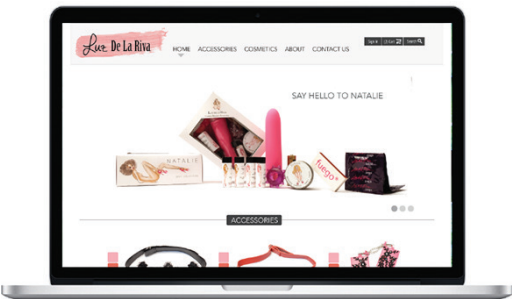 Luz De La Riva
HOME ACCESSORIES COSMETICS ABOUT CONTACT US
SAY HELLO TO NATALIE
NATALIE
fuego
ACCESSORIES